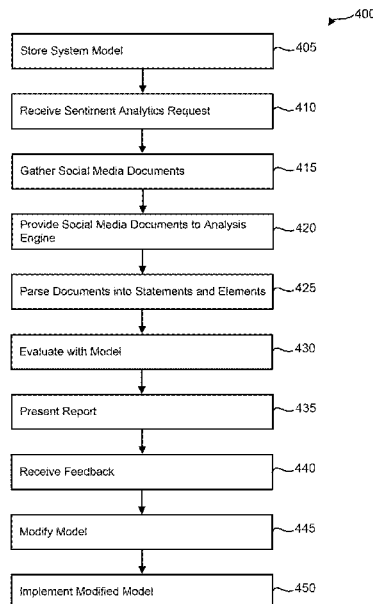 400
Store System Model
405
Receive Sentiment Analytics Request
410
Gather Social Media Documents
415
Provide Social Media Documents to Analysis
Engine
420
Parse Documents into Statements and Elements
425
Evaluate with Model
430
Present Report
435
Receive Feedback
440
Modify Model
445
Implement Modified Model
450